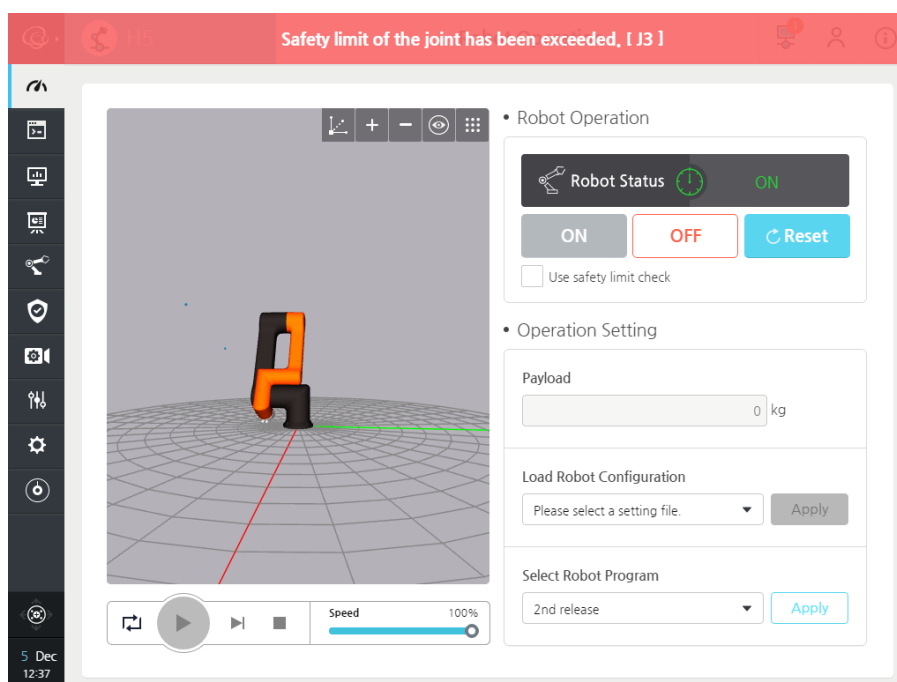 Safety limit of the joint has been exceeded. [ J3 ]
Robot Operation
Robot Status ON
ON OFF Reset
Use safety limit check
Operation Setting
Payload
0 kg
Load Robot Configuration
Please select a setting file. Apply
Select Robot Program
2nd release Apply
Speed 100%
5 Dec
12:37